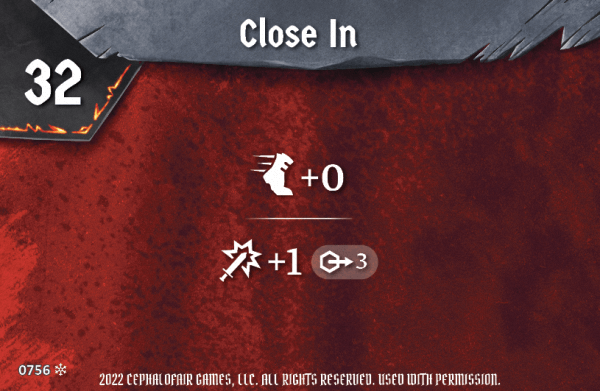 Close In
32
+0
+1 3
0756
2022 CEPHALOFAIR GAMES, LLC. ALL RIGHTS RESERVED. USED WITH PERMISSION.